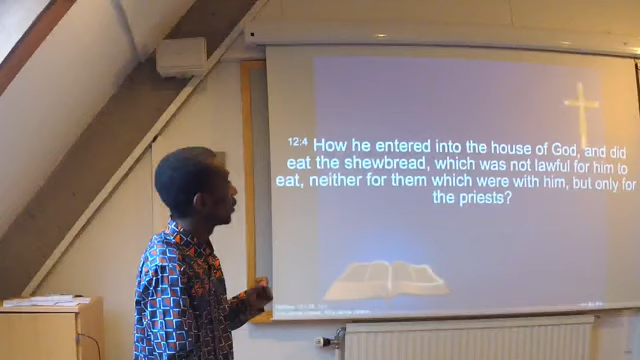 12:4 How he entered into the house of God, and did
eat the shewbread, which was not lawful for him to
eat, neither for them which were with him, but only for
the priests?